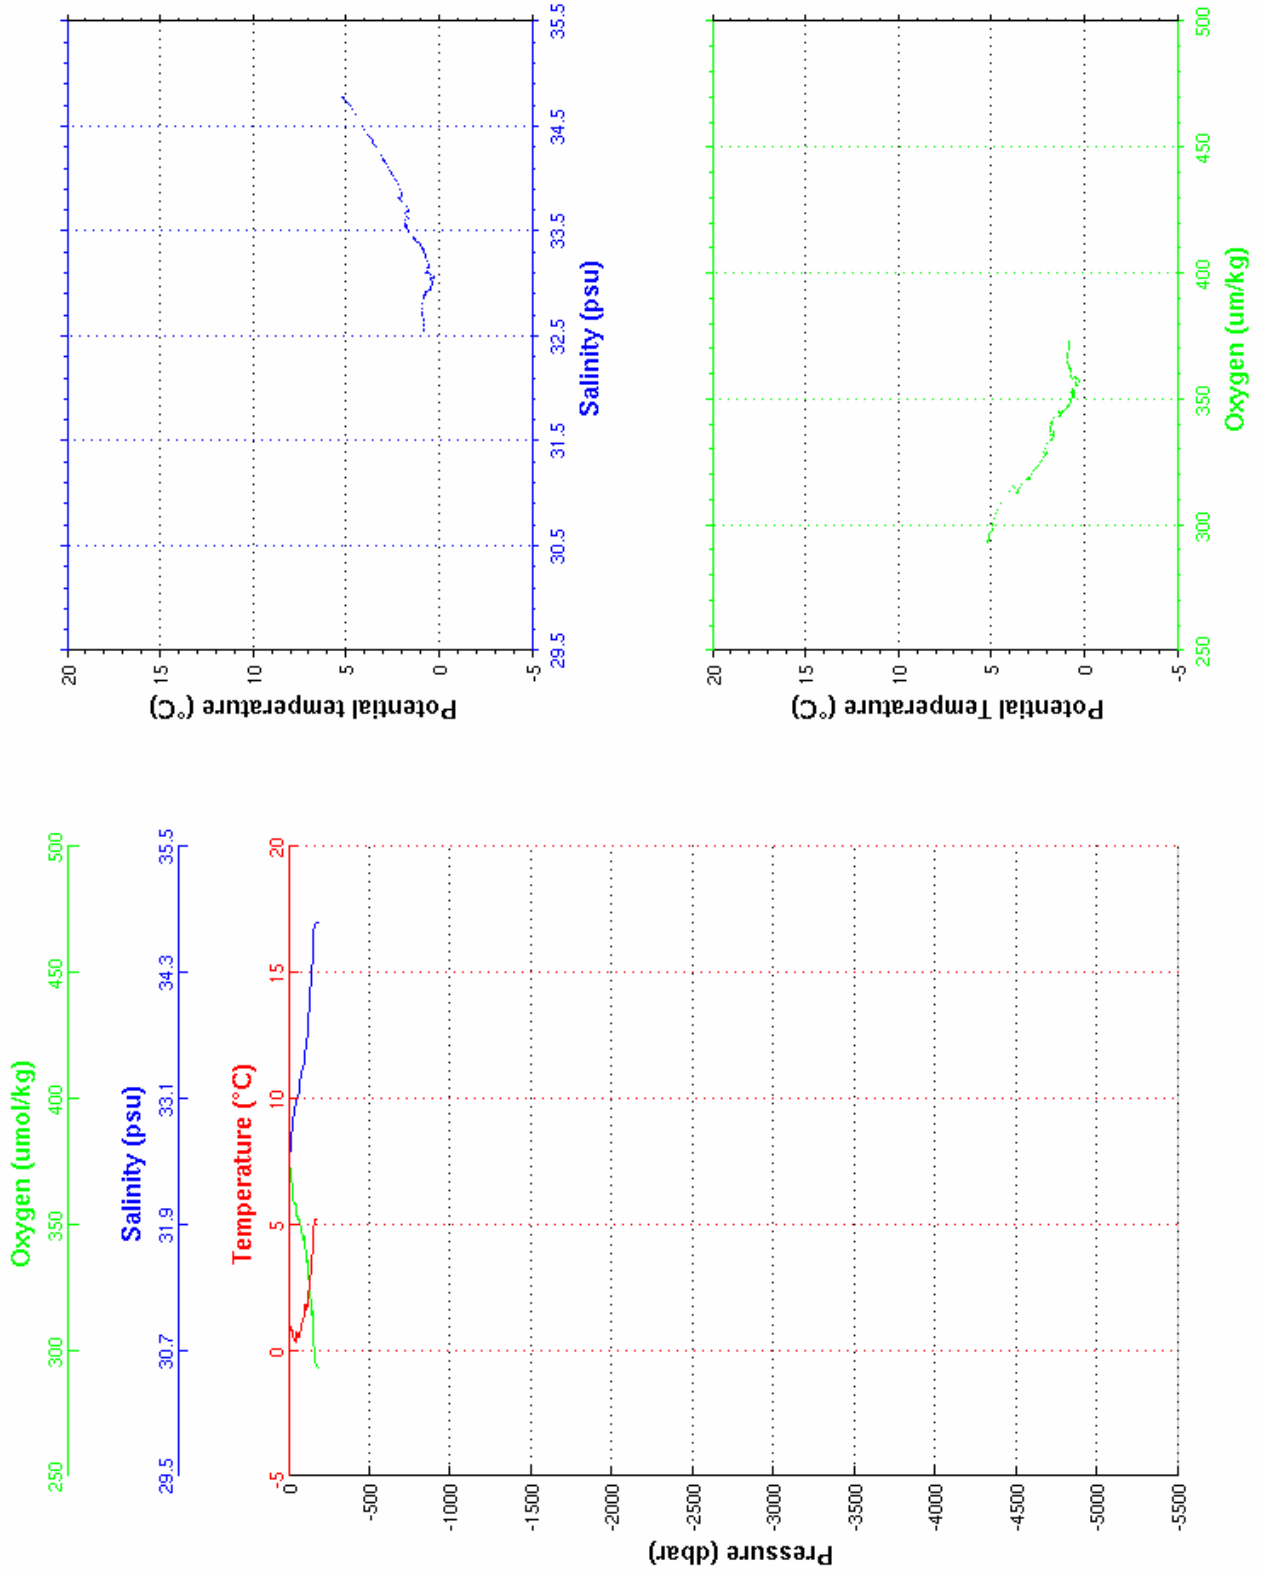 Oxygen (umol/kg)
250 300 350 400 450 500
Salinity (psu)
29.5 30.7 31.9 33.1 34.3 35.5
Temperature (°C)
-5 0 5 10 15 20
Pressure (dbar)
0
-500
-1000
-1500
-2000
-2500
-3000
-3500
-4000
-4500
-5000
-5500
Potential temperature (°C)
20
15
10
5
0
-5
29.5 30.5 31.5 32.5 33.5 34.5 35.5
Salinity (psu)
Potential Temperature (°C)
20
15
10
5
0
-5
250 300 350 400 450 500
Oxygen (um/kg)